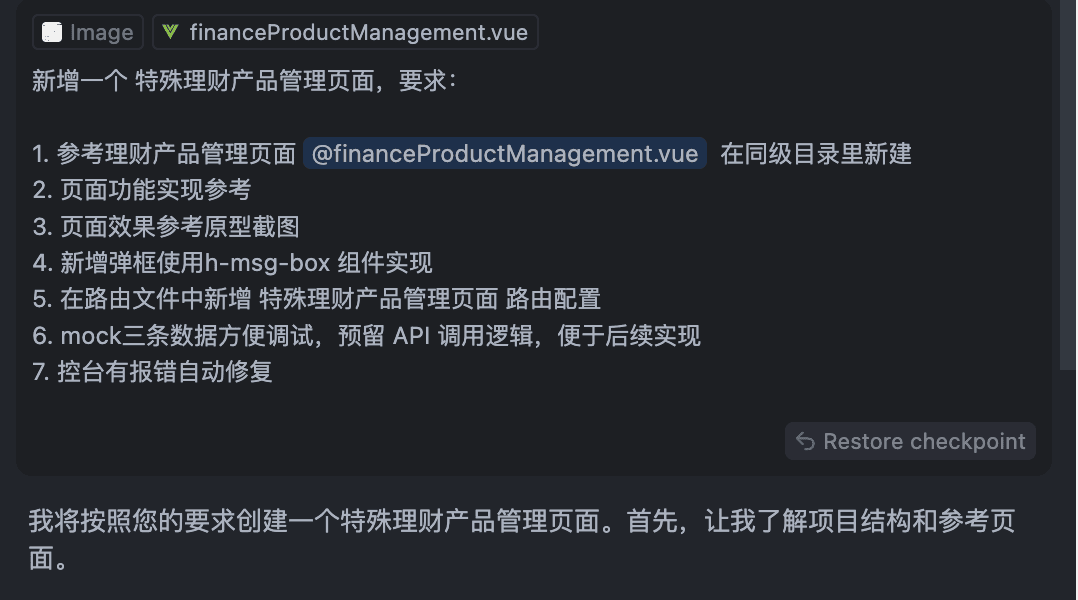 Image financeProductManagement.vue
新增一个 特殊理财产品管理页面，要求：
1. 参考理财产品管理页面 @financeProductManagement.vue 在同级目录里新建
2. 页面功能实现参考
3. 页面效果参考原型截图
4. 新增弹框使用h-msg-box 组件实现
5. 在路由文件中新增 特殊理财产品管理页面 路由配置
6. mock三条数据方便调试，预留 API 调用逻辑，便于后续实现
7. 控台有报错自动修复
Restore checkpoint
我将按照您的要求创建一个特殊理财产品管理页面。首先，让我了解项目结构和参考页
面。